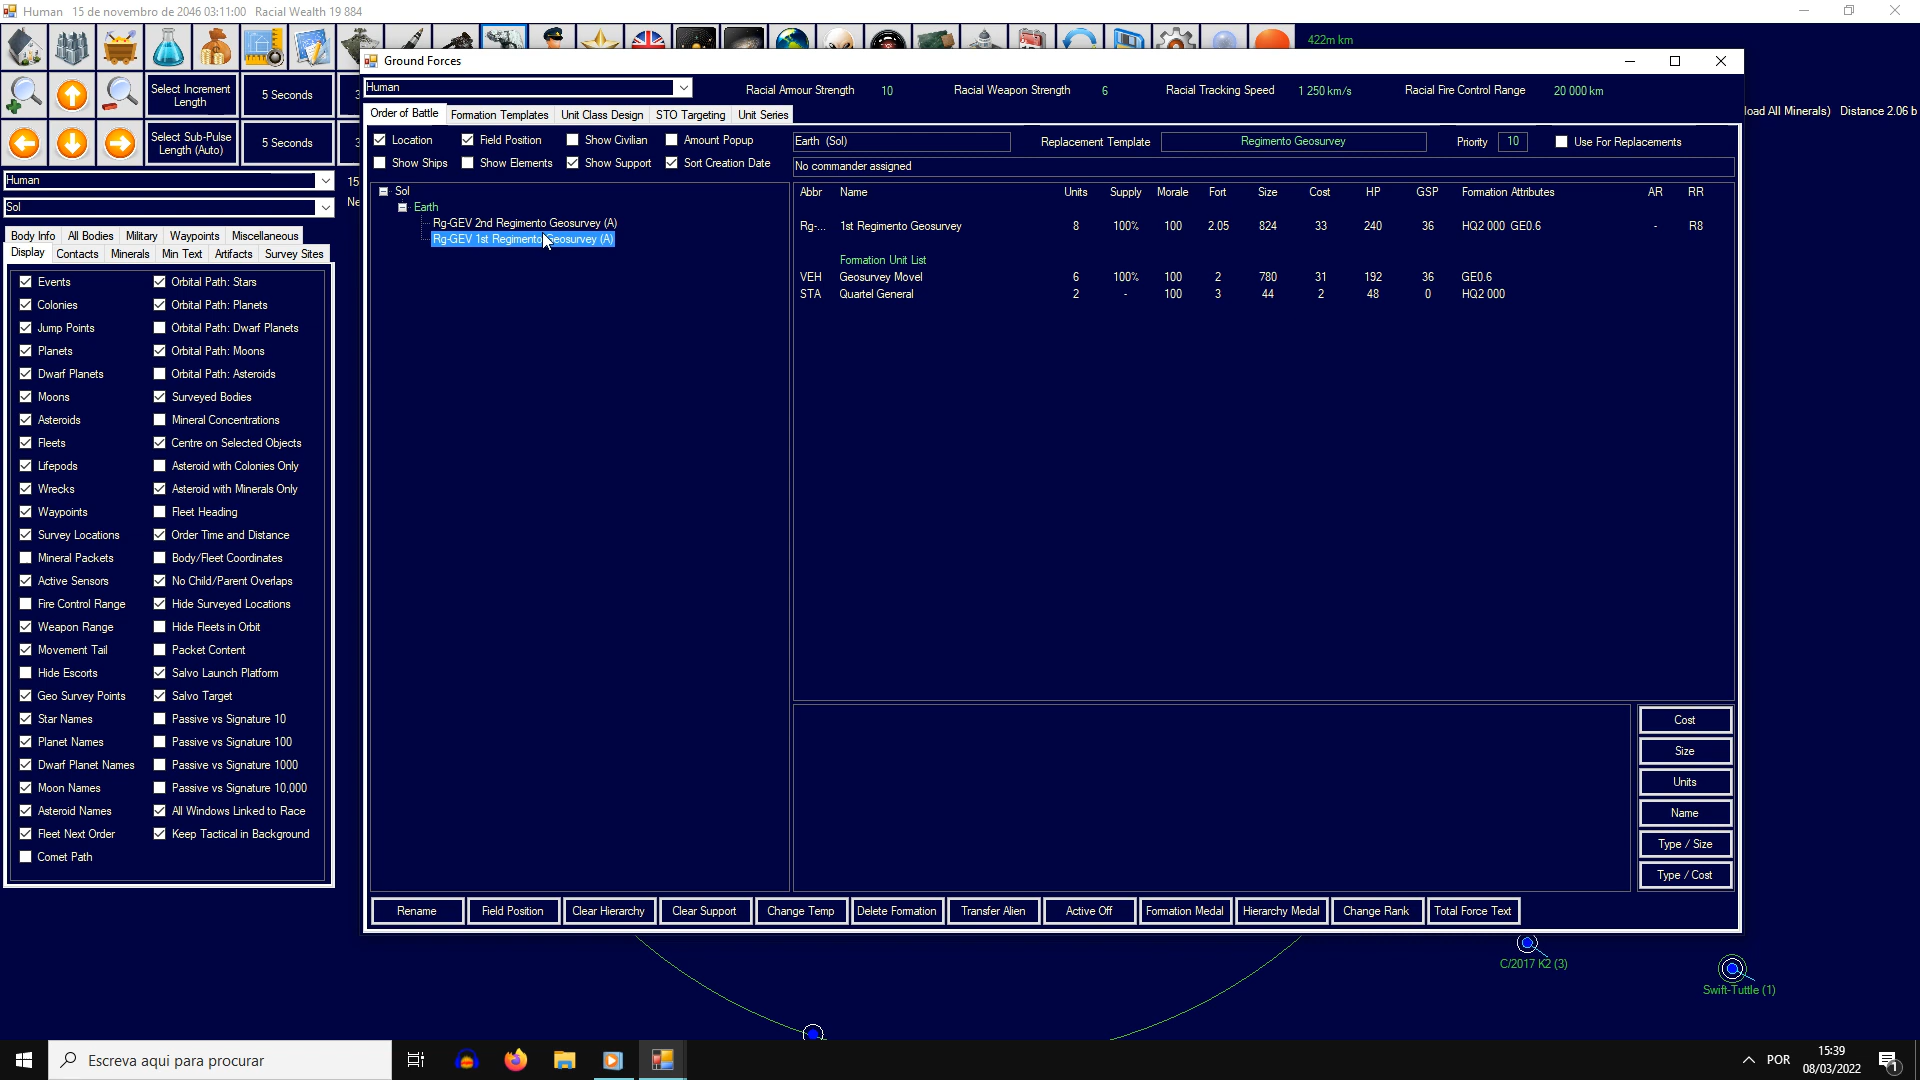 Human 15 de novembro de 2046 03:11:00 Racial Wealth 19 884
422m km
Select Increment Length
5 Seconds
3
load All Minerals) Distance 2.06 b
Select Sub-Pulse Length (Auto)
5 Seconds
3
Human
15
Sol
Ne
Body Info All Bodies Military Waypoints Miscellaneous
Display Contacts Minerals Min Text Artifacts Survey Sites
Events Orbital Path: Stars
Colonies Orbital Path: Planets
Jump Points Orbital Path: Dwarf Planets
Planets Orbital Path: Moons
Dwarf Planets Orbital Path: Asteroids
Moons Surveyed Bodies
Asteroids Mineral Concentrations
Fleets Centre on Selected Objects
Lifepods Asteroid with Colonies Only
Wrecks Asteroid with Minerals Only
Waypoints Fleet Heading
Survey Locations Order Time and Distance
Mineral Packets Body/Fleet Coordinates
Active Sensors No Child/Parent Overlaps
Fire Control Range Hide Surveyed Locations
Weapon Range Hide Fleets in Orbit
Movement Tail Packet Content
Hide Escorts Salvo Launch Platform
Geo Survey Points Salvo Target
Star Names Passive vs Signature 10
Planet Names Passive vs Signature 100
Dwarf Planet Names Passive vs Signature 1000
Moon Names Passive vs Signature 10,000
Asteroid Names All Windows Linked to Race
Fleet Next Order Keep Tactical in Background
Comet Path
Ground Forces
Human
Racial Amour Strength 10 Racial Weapon Strength 6 Racial Tracking Speed 1 250 km/s Racial Fire Control Range 20 000 km
Order of Battle Formation Templates Unit Class Design STO Targeting Unit Series
Location Field Position Show Civilian Amount Popup
Show Ships Show Elements Show Support Sort Creation Date
Earth (Sol) Replacement Template Regimento Geosurvey Priority 10 Use For Replacements
No commander assigned
Sol
Earth
Rg-GEV 2nd Regimento Geosurvey (A)
Rg-GEV 1st Regimento Geosurvey (A)
Abbr Name Units Supply Morale Fort Size Cost HP GSP Formation Attributes AR RR
Rg-... 1st Regimento Geosurvey 8 100% 100 2.05 824 33 240 36 HQ2 000 GE0.6 - R8
Formation Unit List
VEH Geosurvey Movel 6 100% 100 2 780 31 192 36 GE0.6
STA Quartel General 2 - 100 3 44 2 48 0 HQ2 000
Cost
Size
Units
Name
Type / Size
Type / Cost
Rename Field Position Clear Hierarchy Clear Support Change Temp Delete Formation Transfer Alien Active Off Formation Medal Hierarchy Medal Change Rank Total Force Text
C/2017 K2 (3)
Swift-Tuttle (1)
Escreva aqui para procurar
POR
15:39
08/03/2022
1